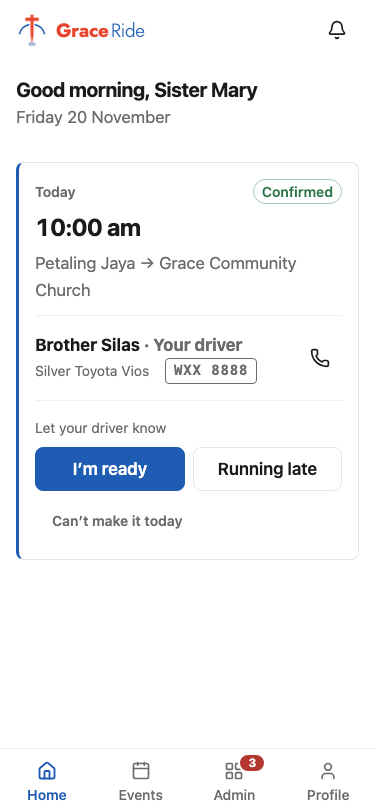 Grace Ride
Good morning, Sister Mary
Friday 20 November
Today
Confirmed
10:00 am
Petaling Jaya → Grace Community
Church
Brother Silas · Your driver
Silver Toyota Vios
WXX 8888
Let your driver know
I’m ready
Running late
Can’t make it today
3
Home
Events
Admin
Profile